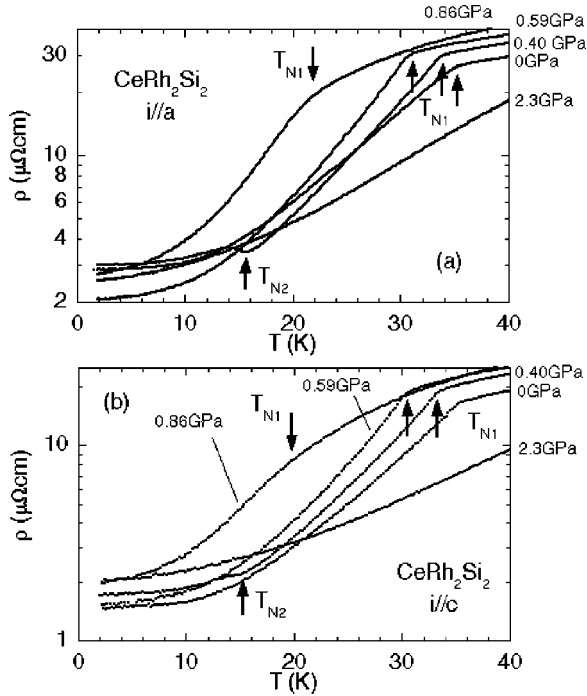 0.86GPa
0.59GPa
0.40 GPa
0GPa
2.3GPa
30
10
8
6
4
2
ρ (μΩcm)
CeRh₂Si₂
i//a
T_N1
T_N1
T_N2
(a)
0
10
20
30
40
T (K)
(b)
0.59GPa
0.86GPa
0.40GPa
0GPa
2.3GPa
T_N1
T_N1
T_N2
10
1
ρ (μΩcm)
CeRh₂Si₂
i//c
0
10
20
30
40
T (K)